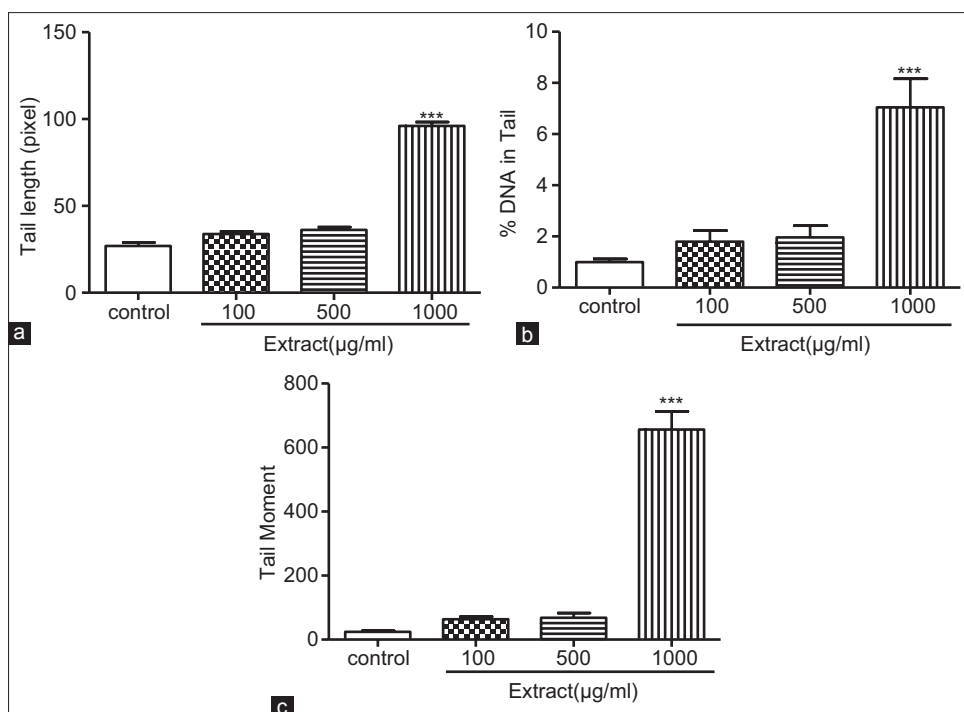 150
100
50
0
Tail length (pixel)
***
control
100
500
1000
Extract(µg/ml)
a
10
8
6
4
2
0
% DNA in Tail
***
control
100
500
1000
Extract(µg/ml)
b
800
600
400
200
0
Tail Moment
***
control
100
500
1000
Extract(µg/ml)
c